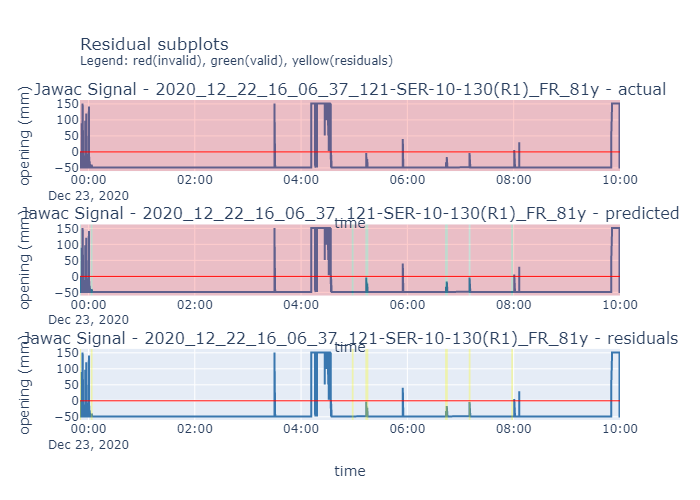 Residual subplots
Legend: red(invalid), green(valid), yellow(residuals)
Jawac Signal - 2020_12_22_16_06_37_121-SER-10-130(R1)_FR_81y - actual
opening (mm)
150
100
50
0
−50
00:00 02:00 04:00 06:00 08:00 10:00
Dec 23, 2020
time
Jawac Signal - 2020_12_22_16_06_37_121-SER-10-130(R1)_FR_81y - predicted
opening (mm)
150
100
50
0
−50
00:00 02:00 04:00 06:00 08:00 10:00
Dec 23, 2020
time
Jawac Signal - 2020_12_22_16_06_37_121-SER-10-130(R1)_FR_81y - residuals
opening (mm)
150
100
50
0
−50
00:00 02:00 04:00 06:00 08:00 10:00
Dec 23, 2020
time